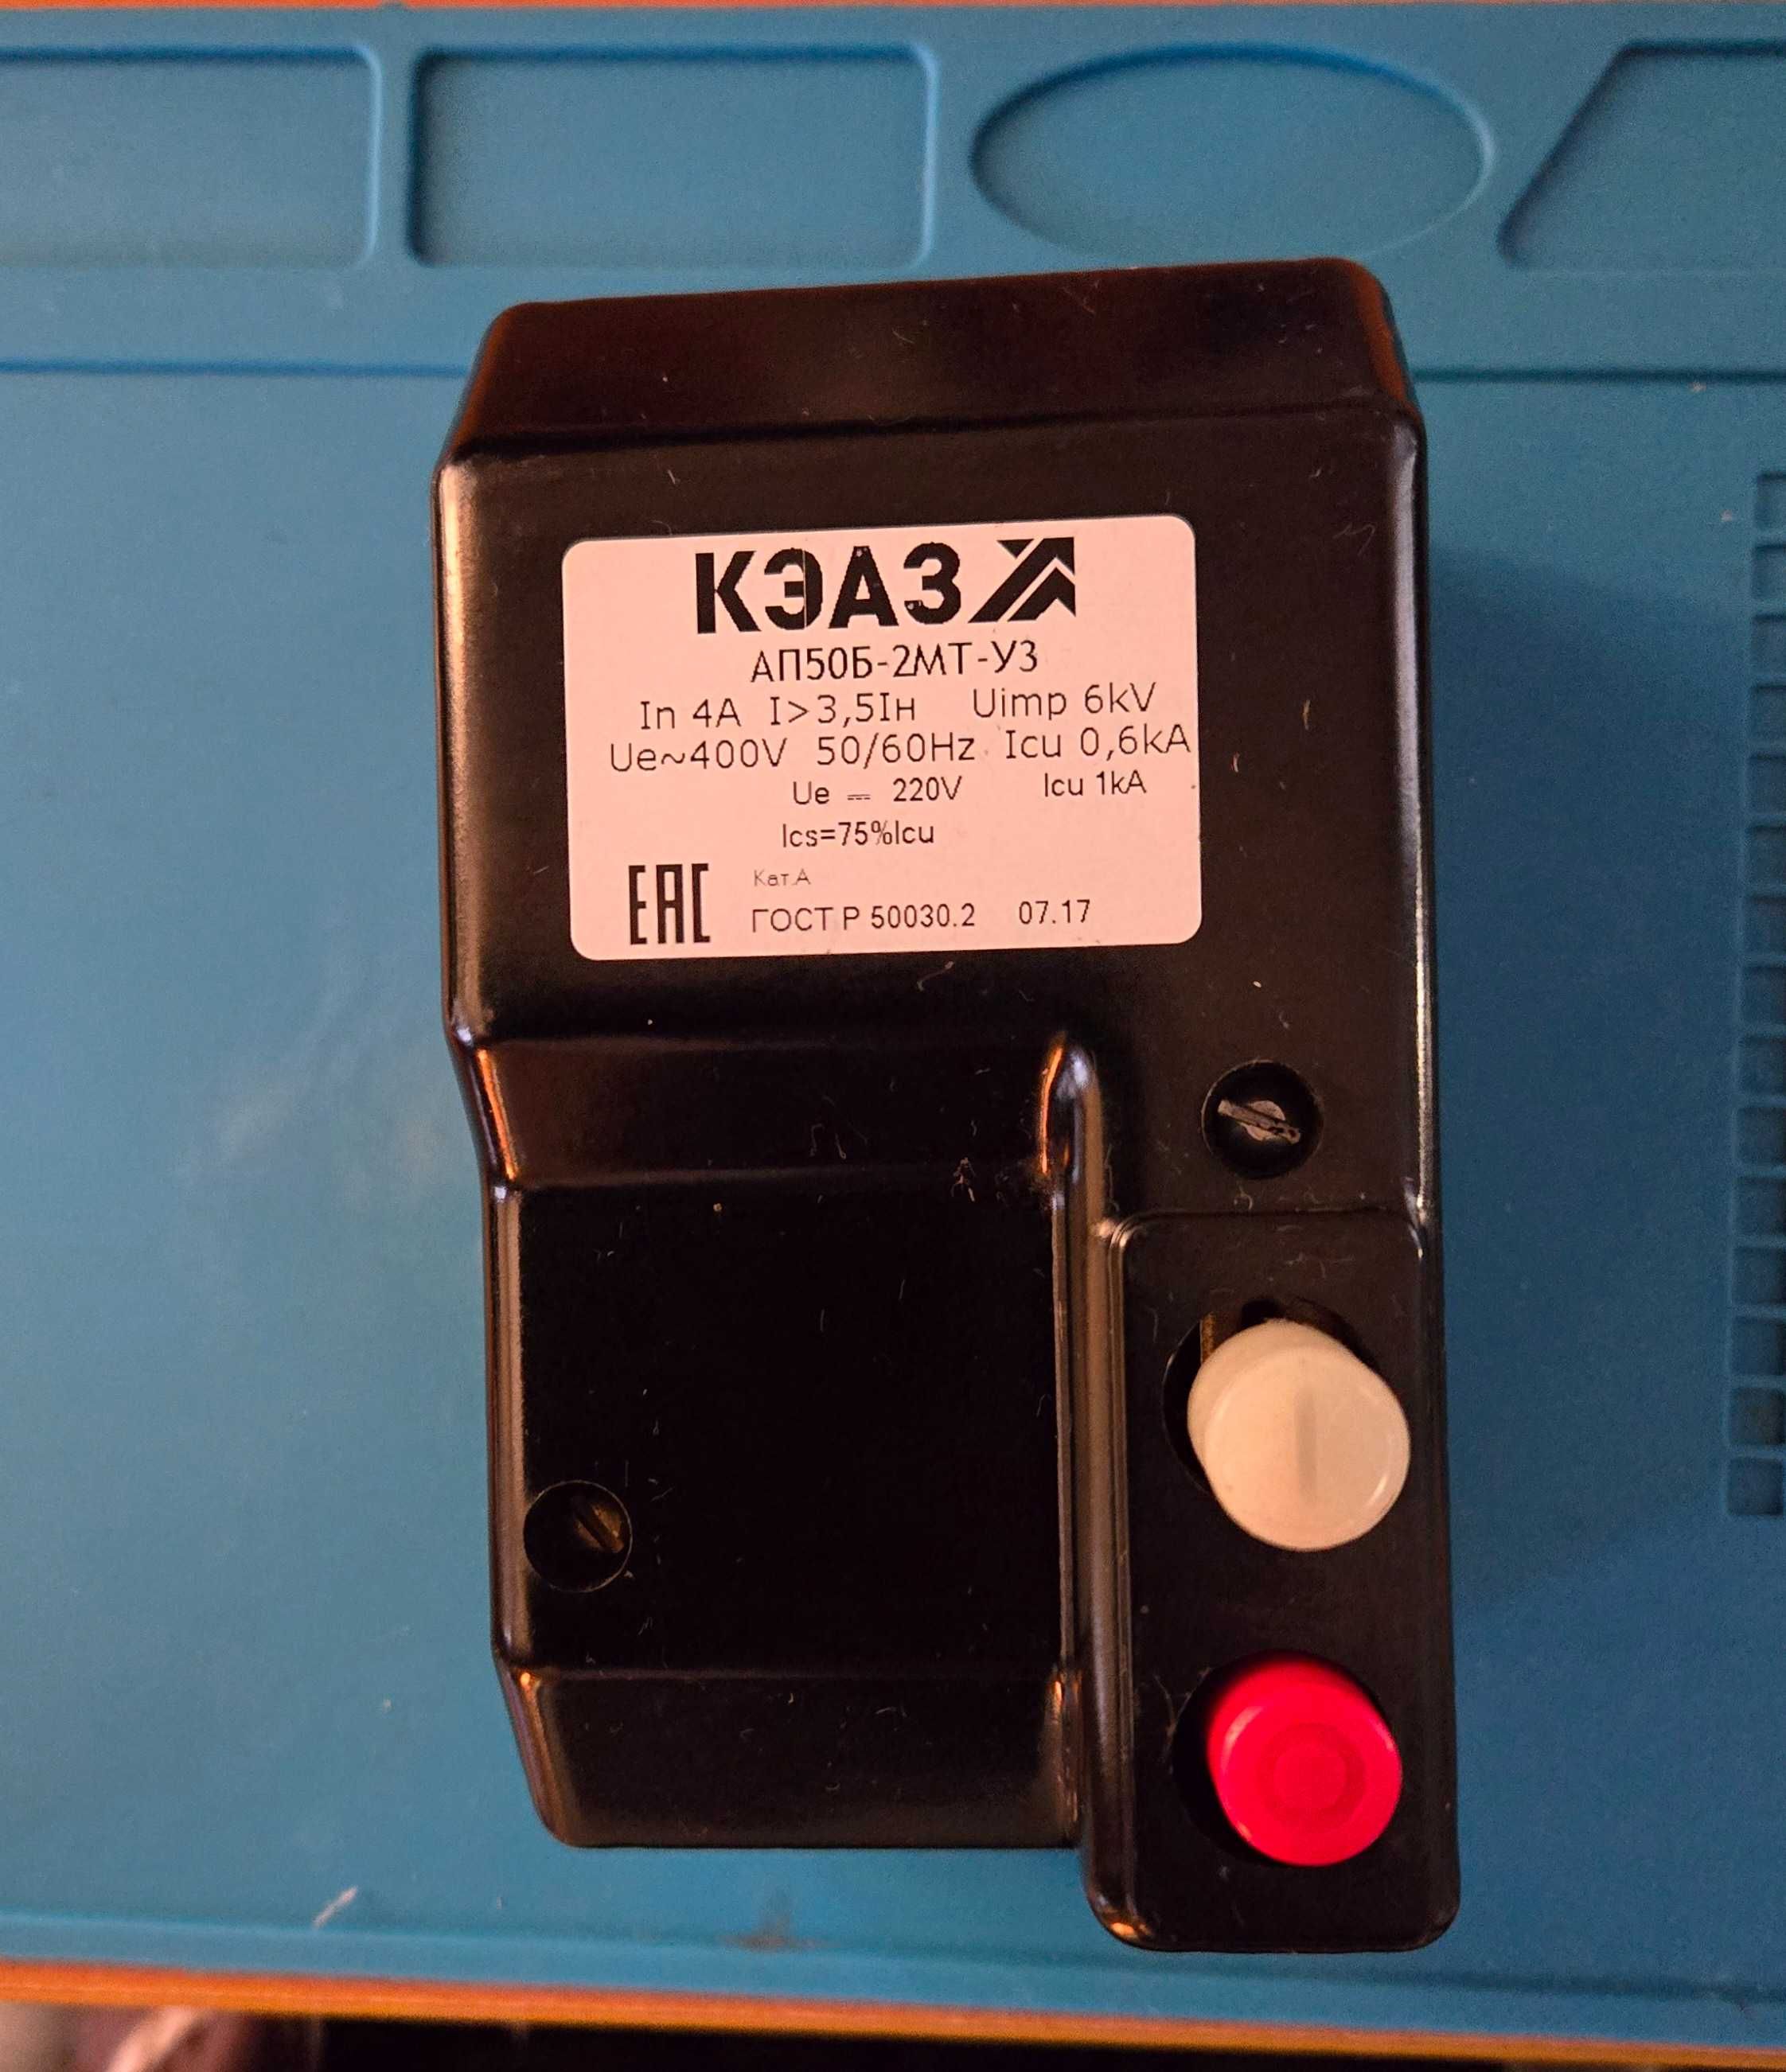 КЭАЗ
АП50Б-2МТ-У3
In 4A I>3,5Iн Uimp 6kV
Ue~400V 50/60Hz Icu 0,6kA
Ue ⎓ 220V Icu 1kA
Ics=75%Icu
ЕАС Кат.А
ГОСТ Р 50030.2 07.17